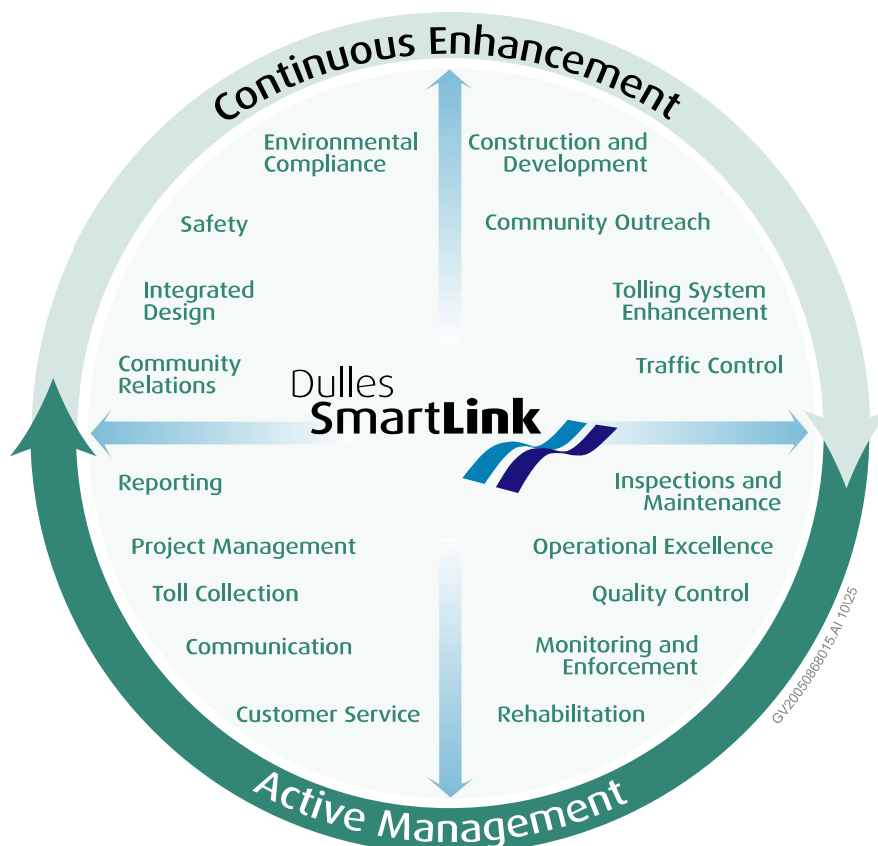 Continuous Enhancement
Environmental
Compliance
Construction and
Development
Safety
Community Outreach
Integrated
Design
Tolling System
Enhancement
Community
Relations
Traffic Control
Dulles
SmartLink
Reporting
Inspections and
Maintenance
Project Management
Operational Excellence
Toll Collection
Quality Control
Communication
Monitoring and
Enforcement
Customer Service
Rehabilitation
GV20050868015.AI 10\25
Active Management